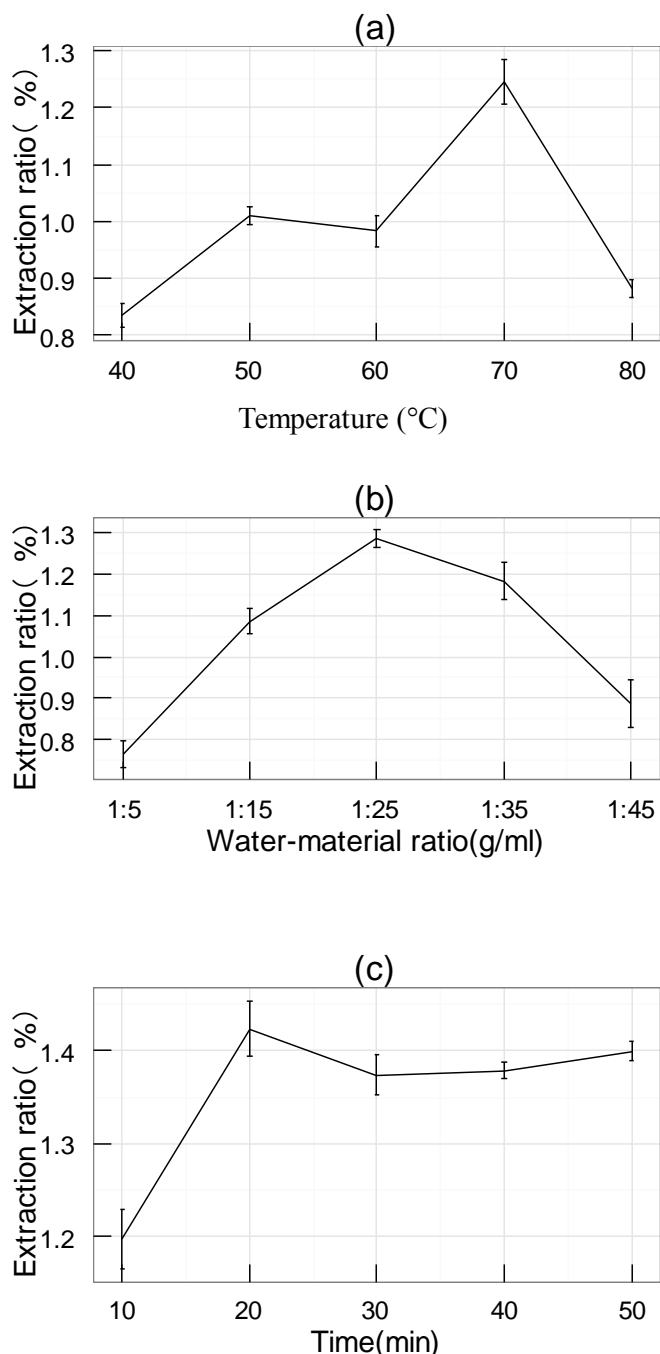 (a)
Extraction ratio( %)
1.3
1.2
1.0
0.9
0.8
40 50 60 70 80
Temperature (°C)
(b)
Extraction ratio( %)
1.3
1.2
1.1
1.0
0.9
0.8
1:5 1:15 1:25 1:35 1:45
Water-material ratio(g/ml)
(c)
Extraction ratio( %)
1.4
1.3
1.2
10 20 30 40 50
Time(min)